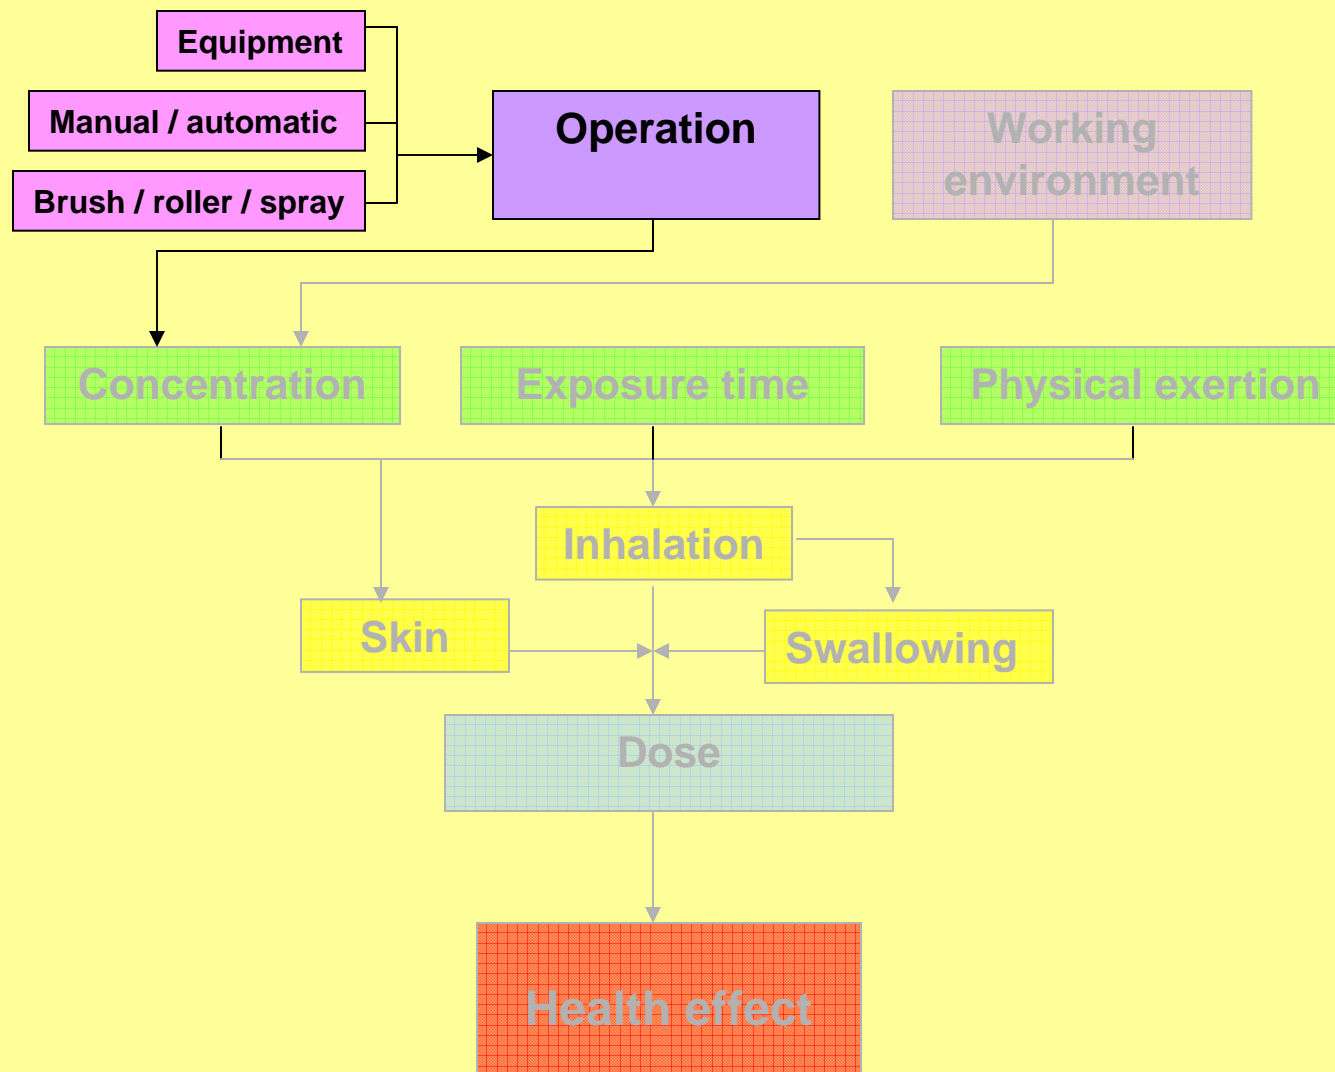 Equipment
Manual / automatic
Brush / roller / spray
Operation
Working
environment
Concentration
Exposure time
Physical exertion
Inhalation
Skin
Swallowing
Dose
Health effect